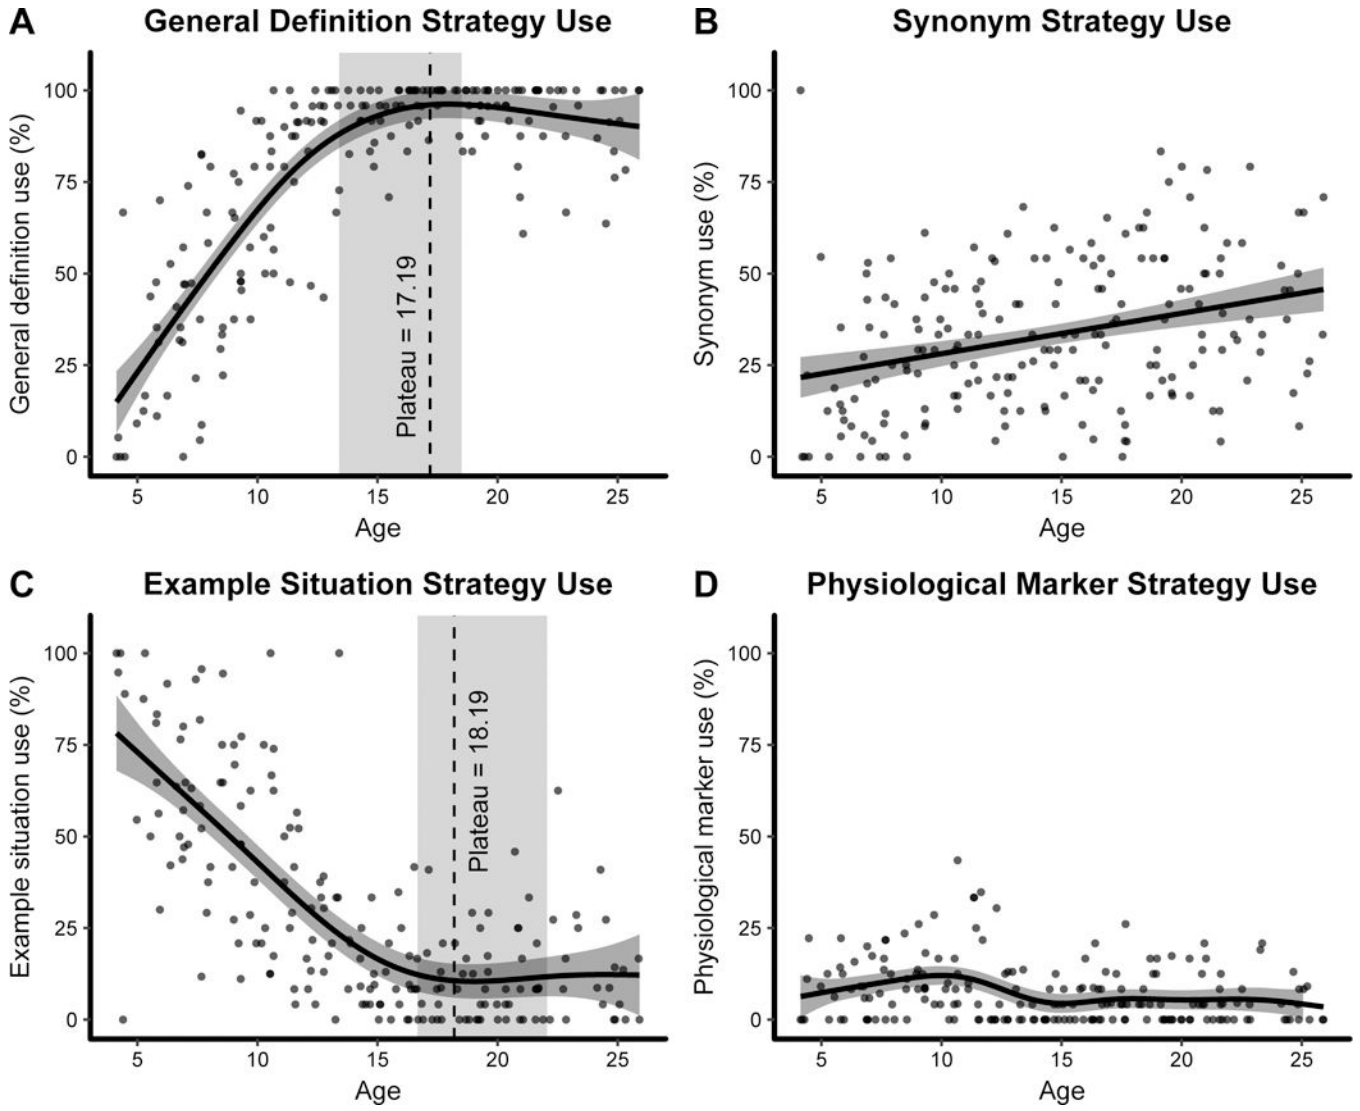 A General Definition Strategy Use
General definition use (%)
100
75
50
25
0
Plateau = 17.19
5 10 15 20 25
Age
B Synonym Strategy Use
Synonym use (%)
100
75
50
25
0
5 10 15 20 25
Age
C Example Situation Strategy Use
Example situation use (%)
100
75
50
25
0
Plateau = 18.19
5 10 15 20 25
Age
D Physiological Marker Strategy Use
Physiological marker use (%)
100
75
50
25
0
5 10 15 20 25
Age